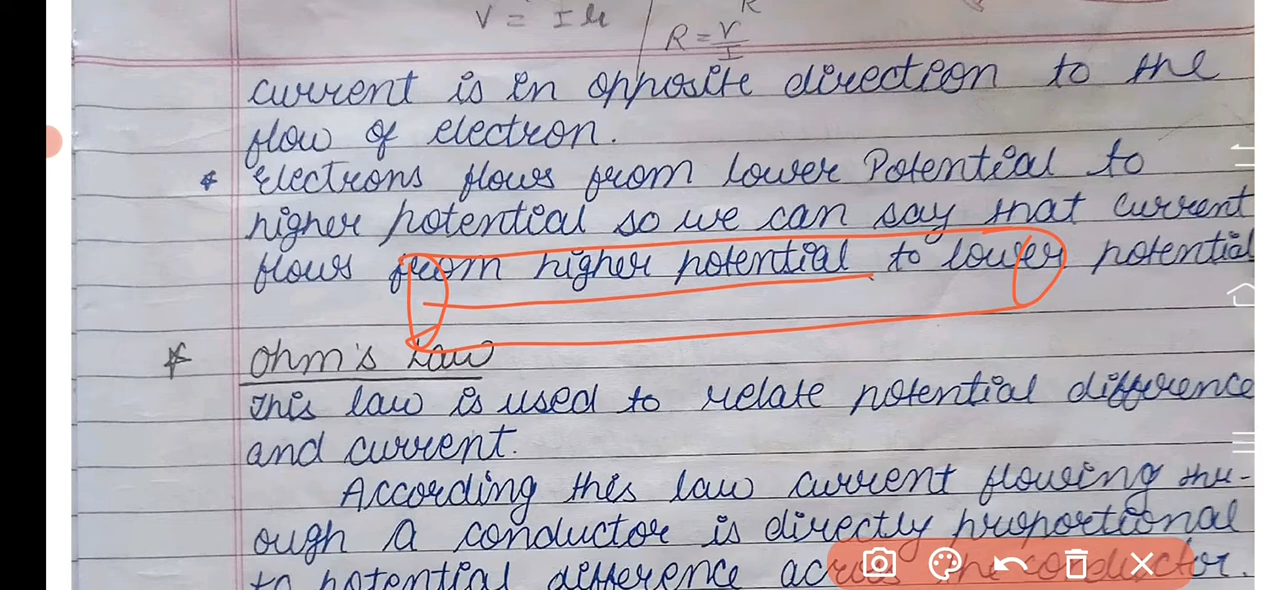 V = I R
R = V/I
R
current is in opposite direction to the
flow of electron.
* Electrons flows from lower Potential to
higher potential so we can say that current
flows from higher potential to lower potential
* Ohm's Law
This law is used to relate potential difference
and current.
According this law current flowing thr-
ough a conductor is directly proportional
to potential difference across the conductor.